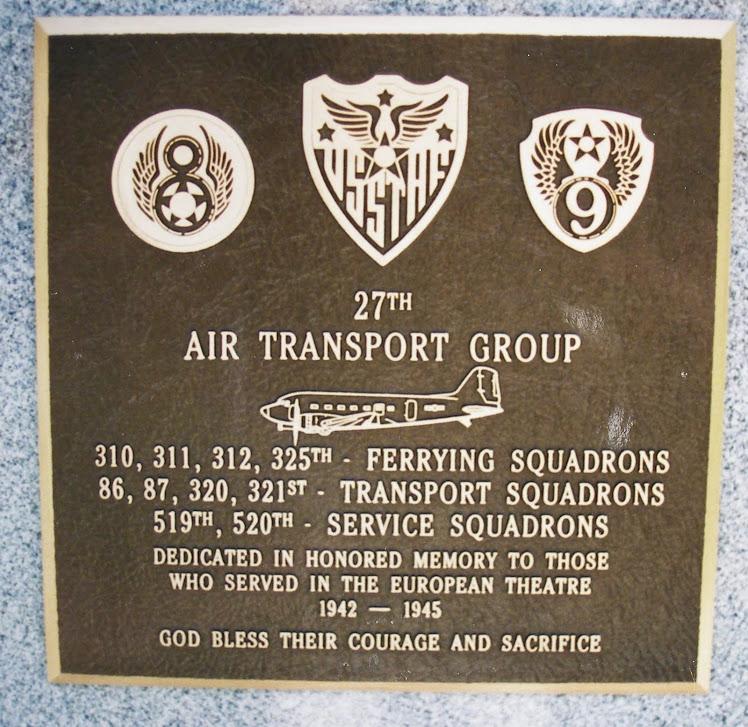 8
USSTAF
9
27TH
AIR TRANSPORT GROUP
310, 311, 312, 325TH - FERRYING SQUADRONS
86, 87, 320, 321ST - TRANSPORT SQUADRONS
519TH, 520TH - SERVICE SQUADRONS
DEDICATED IN HONORED MEMORY TO THOSE
WHO SERVED IN THE EUROPEAN THEATRE
1942 — 1945
GOD BLESS THEIR COURAGE AND SACRIFICE